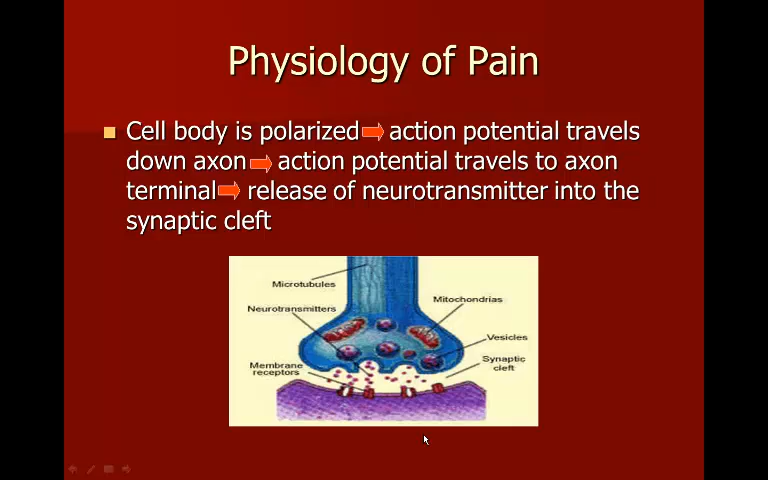 Physiology of Pain
Cell body is polarized action potential travels
down axon action potential travels to axon
terminal release of neurotransmitter into the
synaptic cleft
Microtubules
Mitochondrias
Neurotransmitters
Vesicles
Synaptic
cleft
Membrane
receptors